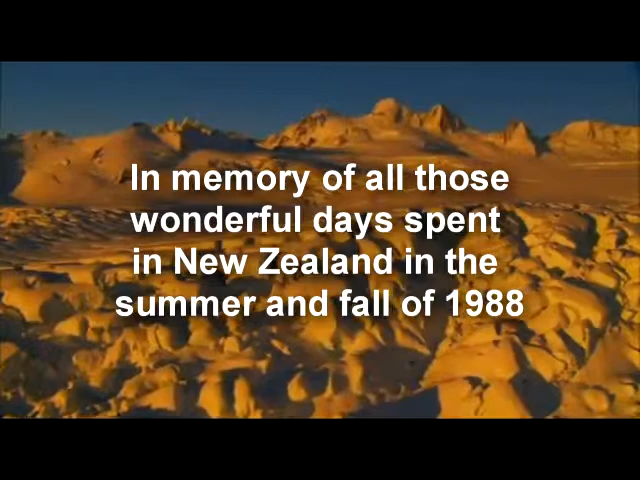 In memory of all those
wonderful days spent
in New Zealand in the
summer and fall of 1988